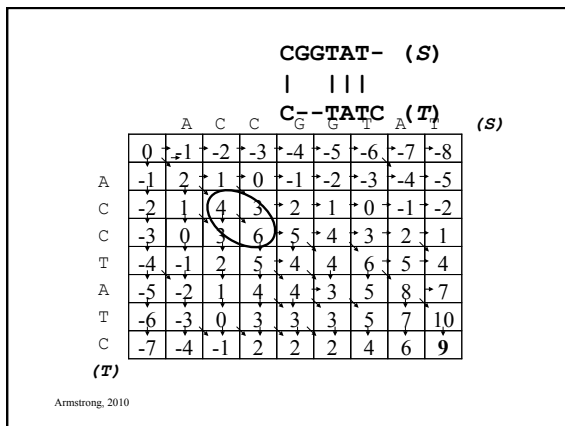 CGGTAT- (S)
| |||
C--TATC (T)
A C C G G T A T (S)
0 -1 -2 -3 -4 -5 -6 -7 -8
A -1 2 1 0 -1 -2 -3 -4 -5
C -2 1 4 3 2 1 0 -1 -2
C -3 0 3 6 5 4 3 2 1
T -4 -1 2 5 4 4 6 5 4
A -5 -2 1 4 4 3 5 8 7
T -6 -3 0 3 3 3 5 7 10
C -7 -4 -1 2 2 2 4 6 9
(T)
Armstrong, 2010